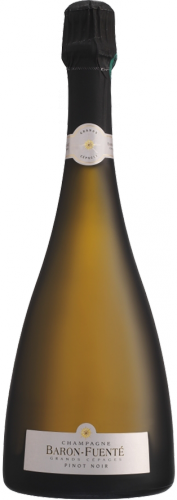 CHAMPAGNE
BARON-FUENTÉ
GRANDS CÉPAGES
PINOT NOIR